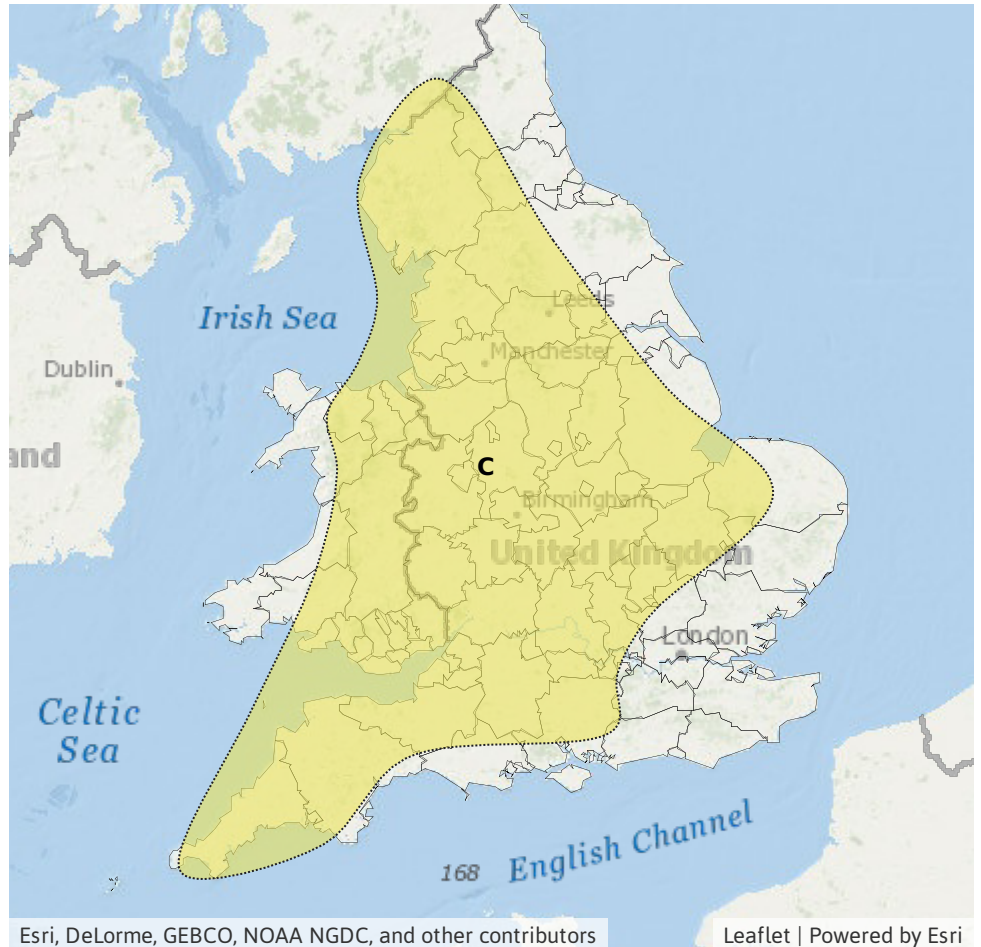 Leeds
Irish Sea
Manchester
Dublin
and
C
Birmingham
United Kingdom
London
Celtic
Sea
English Channel
168
Esri, DeLorme, GEBCO, NOAA NGDC, and other contributors
Leaflet | Powered by Esri